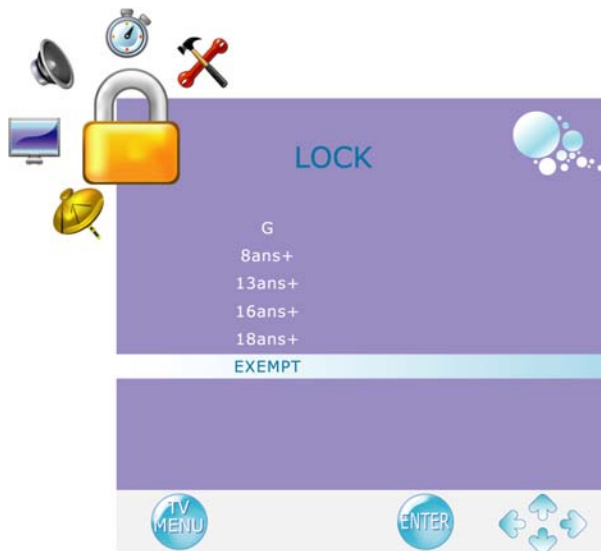 LOCK
G
8ans+
13ans+
16ans+
18ans+
EXEMPT
TV
MENU
ENTER